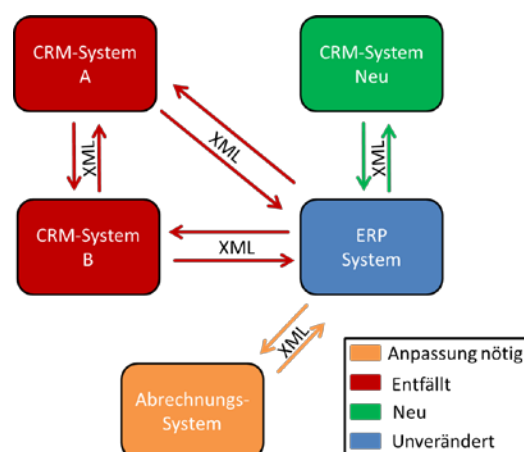 CRM-System
A
CRM-System
Neu
XML
XML
XML
CRM-System
B
XML
ERP
System
XML
Abrechnungs-
System
Anpassung nötig
Entfällt
Neu
Unverändert